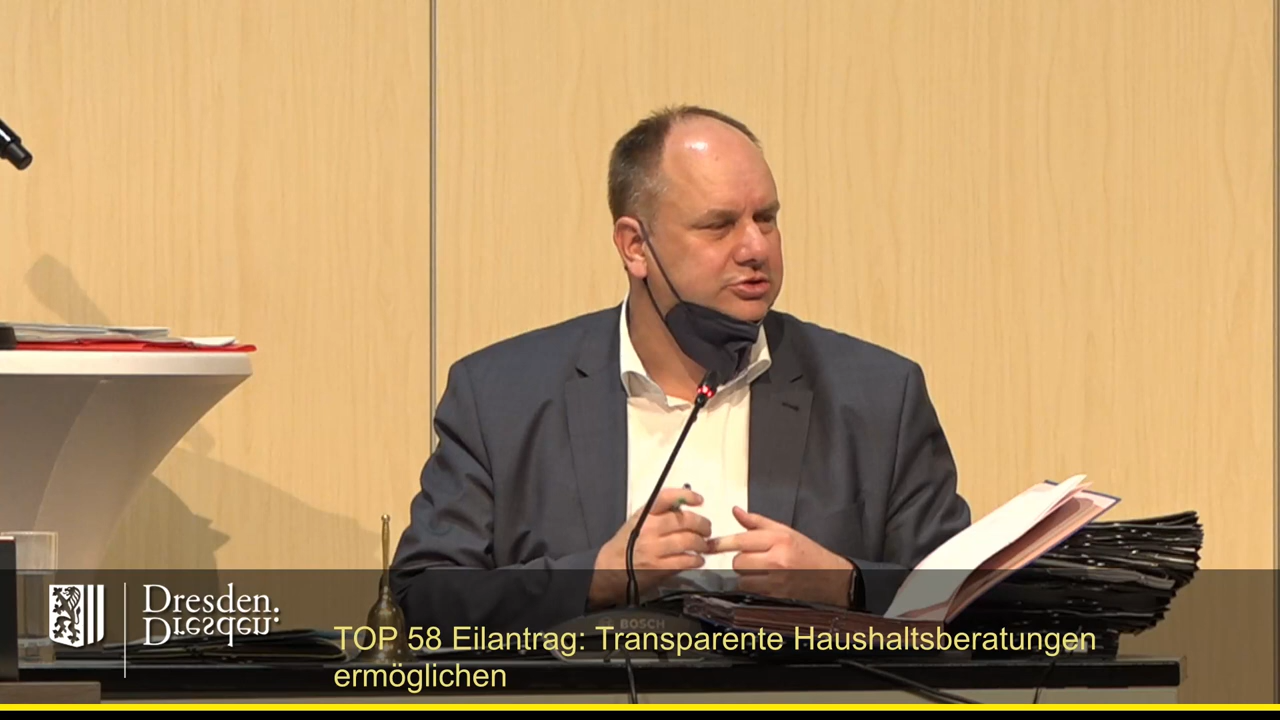 Dresden.
Dresden.
BOSCH
TOP 58 Eilantrag: Transparente Haushaltsberatungen
ermöglichen